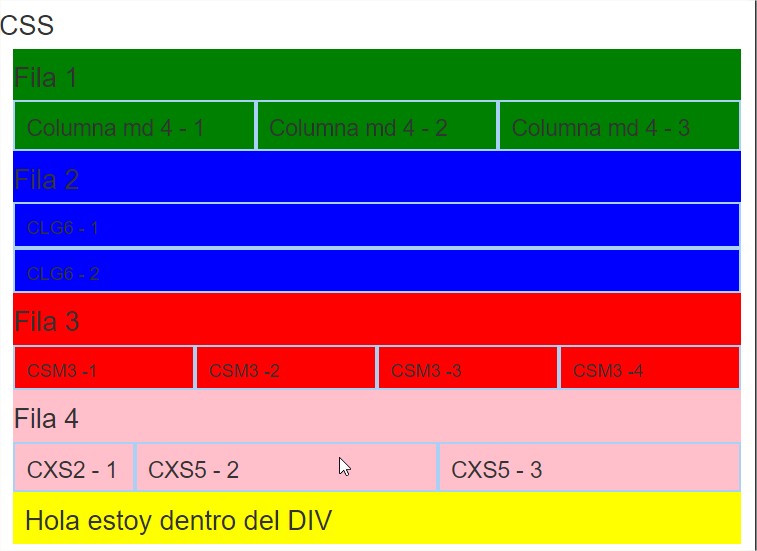 CSS
Fila 1
Columna md 4 - 1 Columna md 4 - 2 Columna md 4 - 3
Fila 2
CLG6 - 1
CLG6 - 2
Fila 3
CSM3 -1 CSM3 -2 CSM3 -3 CSM3 -4
Fila 4
CXS2 - 1 CXS5 - 2 CXS5 - 3
Hola estoy dentro del DIV